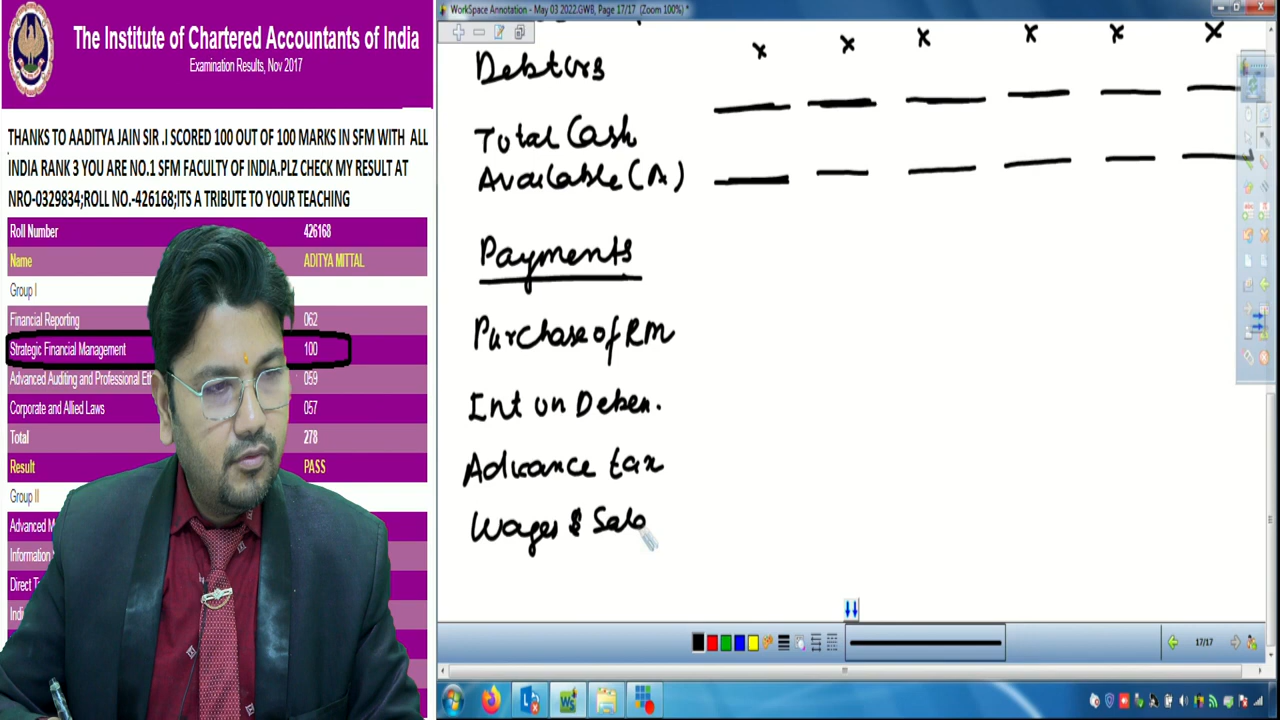 The Institute of Chartered Accountants of India
Examination Results, Nov 2017
THANKS TO AADITYA JAIN SIR .I SCORED 100 OUT OF 100 MARKS IN SFM WITH ALL
INDIA RANK 3 YOU ARE NO.1 SFM FACULTY OF INDIA.PLZ CHECK MY RESULT AT
NRO-0329834;ROLL NO.-426168;ITS A TRIBUTE TO YOUR TEACHING
Roll Number 426168
Name ADITYA MITTAL
Group I
Financial Reporting 062
Strategic Financial Management 100
Advanced Auditing and Professional Eth 059
Corporate and Allied Laws 057
Total 278
Result PASS
Group II
Advanced M
Information
Direct T
Indi
WorkSpace Annotation - May 03 2022.GWB, Page 17/17 (Zoom 100%) *
x x x x x x
Debtors
Total Cash
Available (A)
Payments
Purchase of RM
Int on Deben.
Advance tax
Wages & Sala
17/17